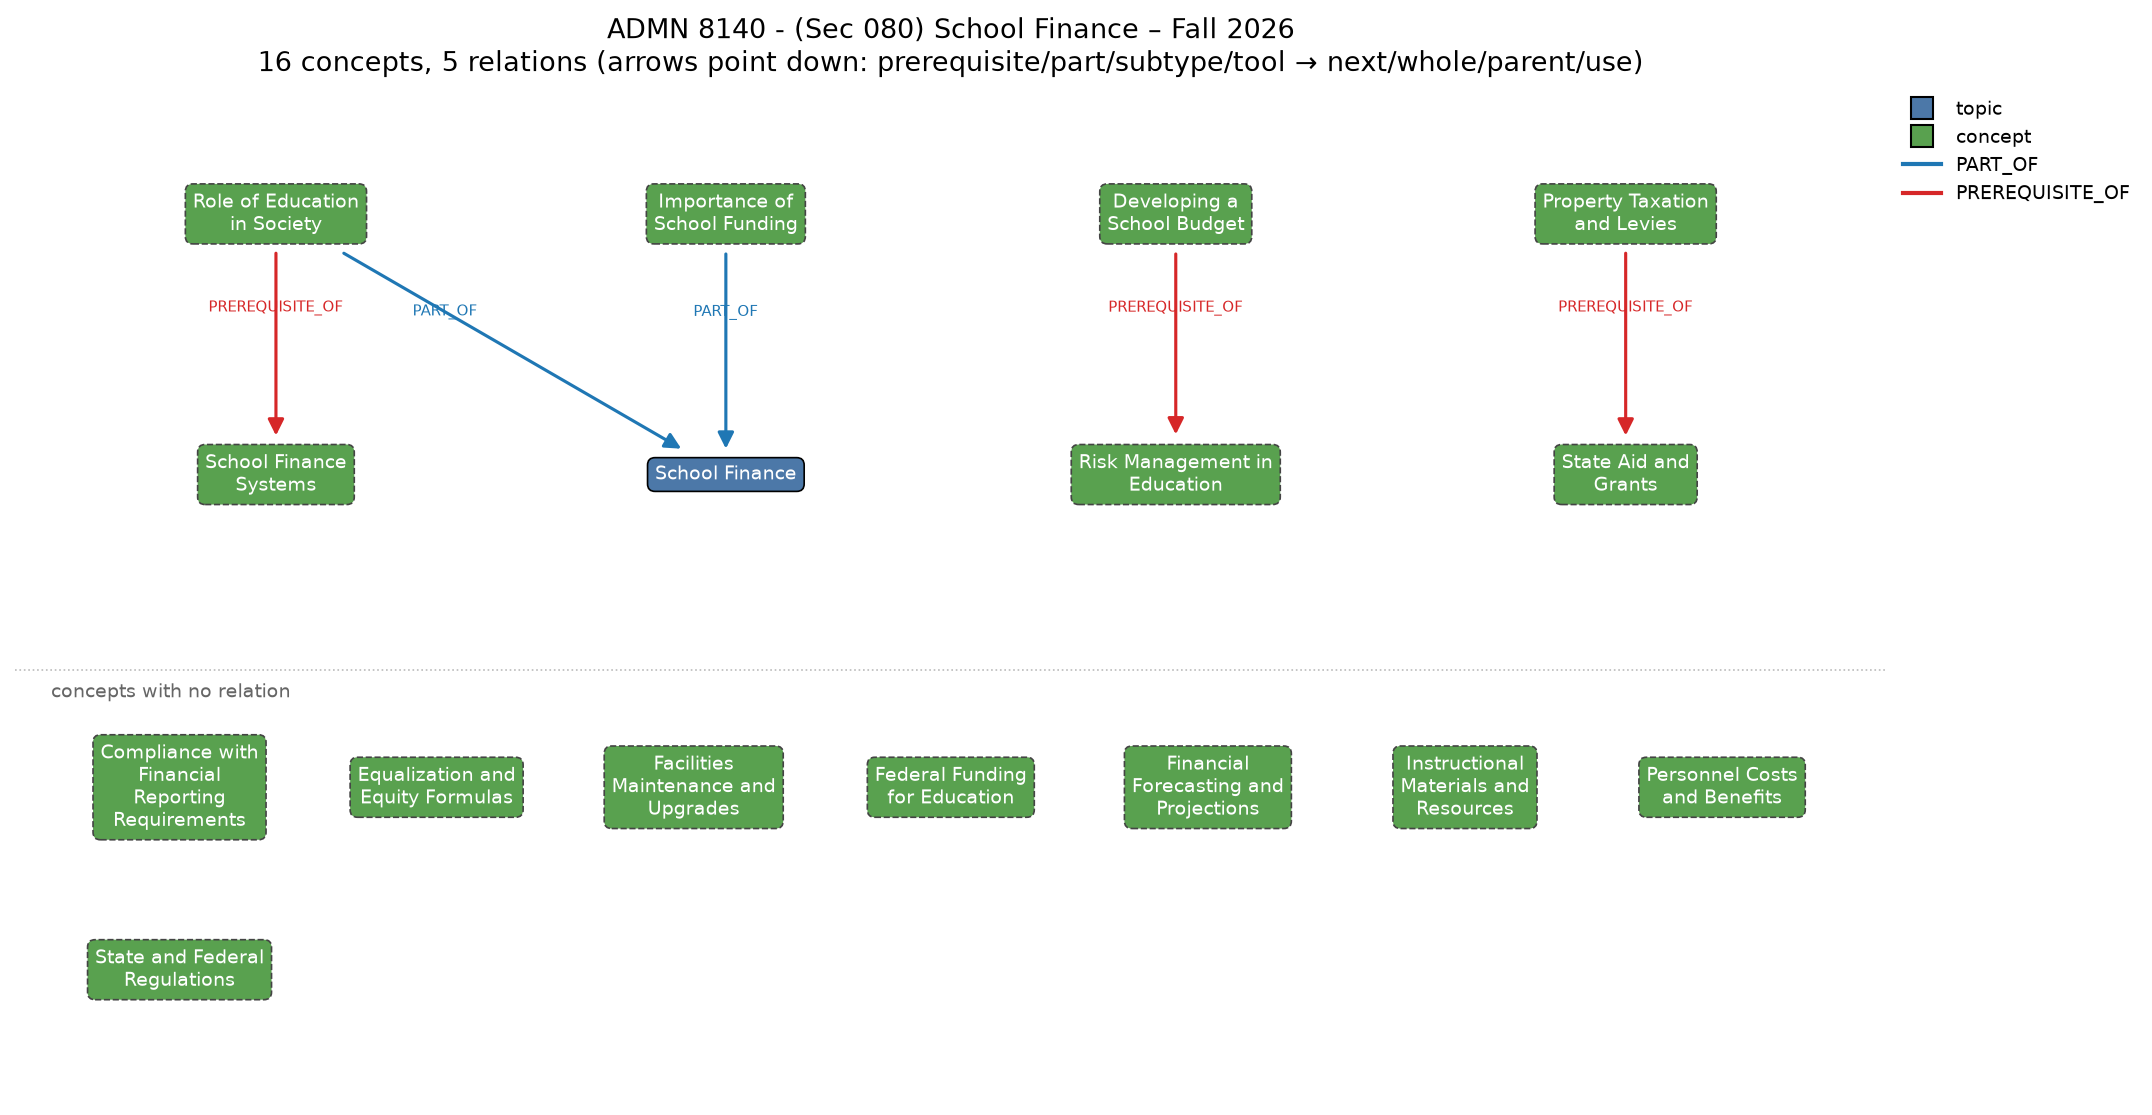 ADMN 8140 - (Sec 080) School Finance – Fall 2026
16 concepts, 5 relations (arrows point down: prerequisite/part/subtype/tool → next/whole/parent/use)
topic
concept
PART_OF
PREREQUISITE_OF
Role of Education
in Society
Importance of
School Funding
Developing a
School Budget
Property Taxation
and Levies
PREREQUISITE_OF
PART_OF
PART_OF
PREREQUISITE_OF
PREREQUISITE_OF
School Finance
Systems
School Finance
Risk Management in
Education
State Aid and
Grants
concepts with no relation
Compliance with
Financial
Reporting
Requirements
Equalization and
Equity Formulas
Facilities
Maintenance and
Upgrades
Federal Funding
for Education
Financial
Forecasting and
Projections
Instructional
Materials and
Resources
Personnel Costs
and Benefits
State and Federal
Regulations